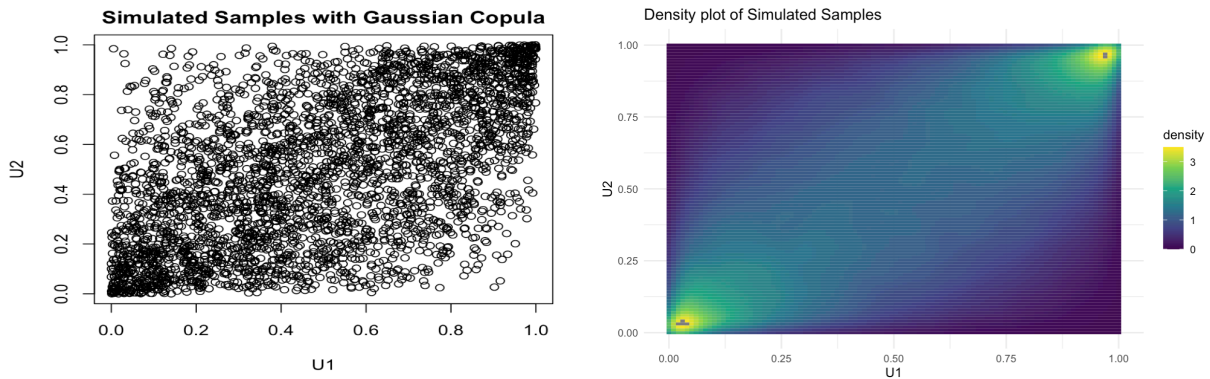 Simulated Samples with Gaussian Copula
U2
1.0
0.8
0.6
0.4
0.2
0.0
0.0 0.2 0.4 0.6 0.8 1.0
U1
Density plot of Simulated Samples
U2
1.00
0.75
0.50
0.25
0.00
0.00 0.25 0.50 0.75 1.00
U1
density
3
2
1
0